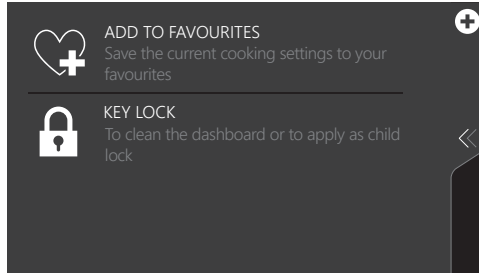 ADD TO FAVOURITES
Save the current cooking settings to your
favourites
KEY LOCK
To clean the dashboard or to apply as child
lock